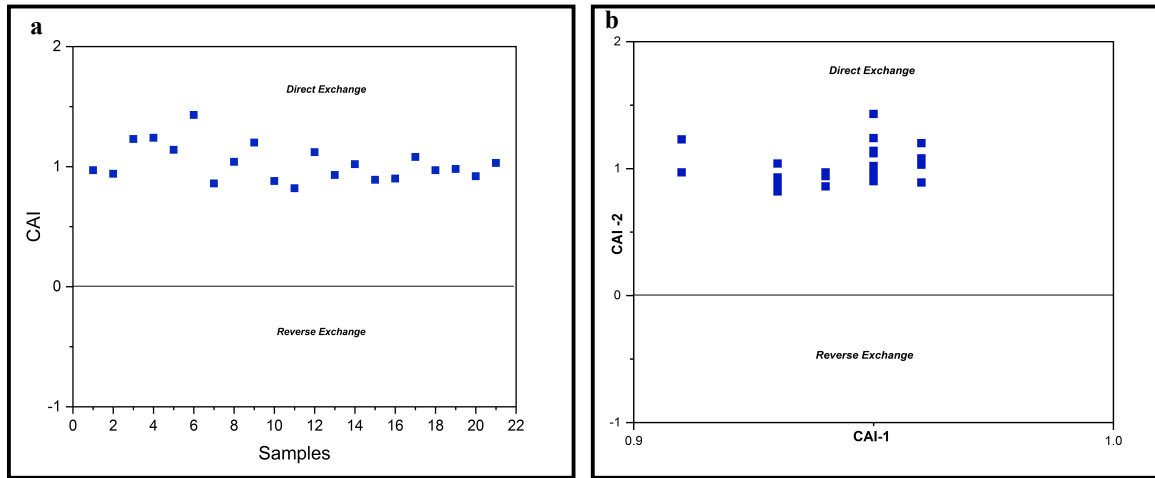 a
2
Direct Exchange
1
CAI
0
Reverse Exchange
-1
0 2 4 6 8 10 12 14 16 18 20 22
Samples
b
2
Direct Exchange
1
CAI -2
0
Reverse Exchange
-1
0.9 1.0
CAI-1